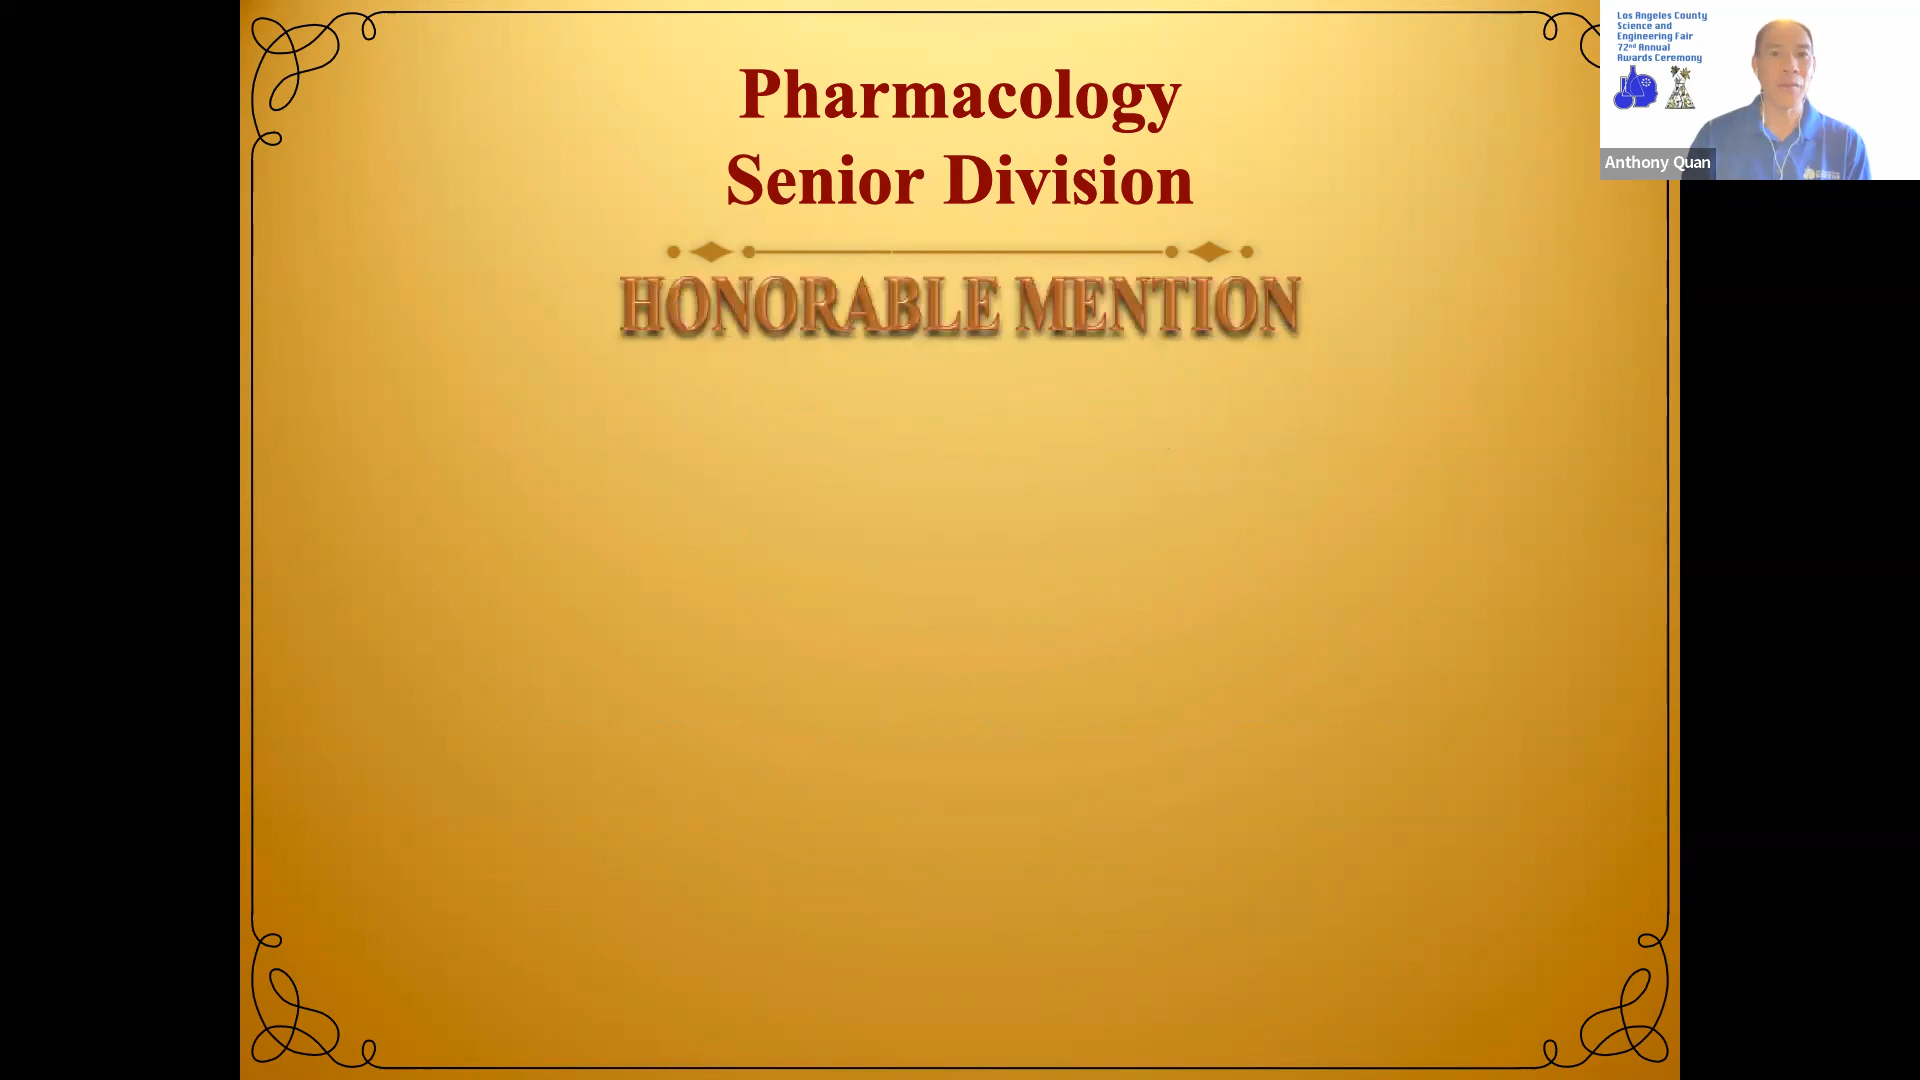 Pharmacology
Senior Division
HONORABLE MENTION
Los Angeles County
Science and
Engineering Fair
72nd Annual
Awards Ceremony
Anthony Quan